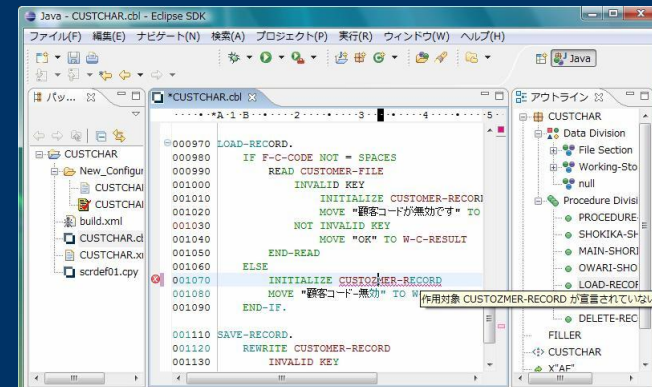 Java - CUSTCHAR.cbl - Eclipse SDK
ファイル(F) 編集(E) ナビゲート(N) 検索(A) プロジェクト(P) 実行(R) ウィンドウ(W) ヘルプ(H)
Java
パッ...
*CUSTCHAR.cbl
アウトライン
CUSTCHAR
New_Configur
CUSTCHAI
CUSTCHAI
build.xml
CUSTCHAR.cl
CUSTCHAR.xı
scrdef01.cpy
000970 LOAD-RECORD.
000980 IF F-C-CODE NOT = SPACES
000990 READ CUSTOMER-FILE
001000 INVALID KEY
001010 INITIALIZE CUSTOMER-RECORI
001020 MOVE "顧客コードが無効です" TO
001030 NOT INVALID KEY
001040 MOVE "OK" TO W-C-RESULT
001050 END-READ
001060 ELSE
001070 INITIALIZE CUSTOZMER-RECORD
001080 MOVE "顧客コード-無効" TO W
作用対象 CUSTOZMER-RECORD が宣言されていない
001090 END-IF.
001110 SAVE-RECORD.
001120 REWRITE CUSTOMER-RECORD
001130 INVALID KEY
CUSTCHAR
Data Division
File Section
Working-Sto
null
Procedure Divisi
PROCEDURE
SHOKIKA-SH
MAIN-SHORI
OWARI-SHO
LOAD-RECOF
DELETE-REC
FILLER
CUSTCHAR
X"AF"